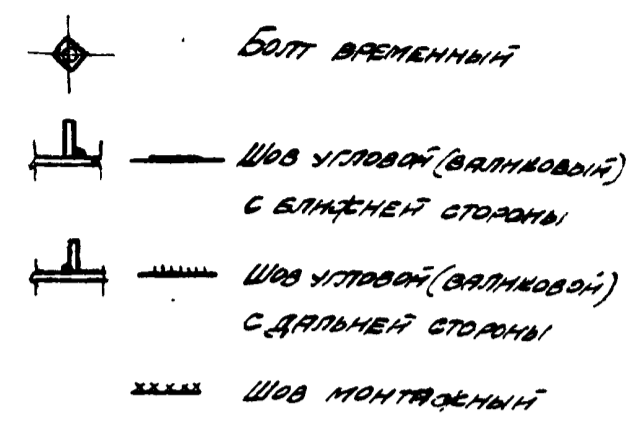 Болт временный
Шов угловой (валиковый)
с ближней стороны
Шов угловой (валиковой)
с дальней стороны
Шов монтажный